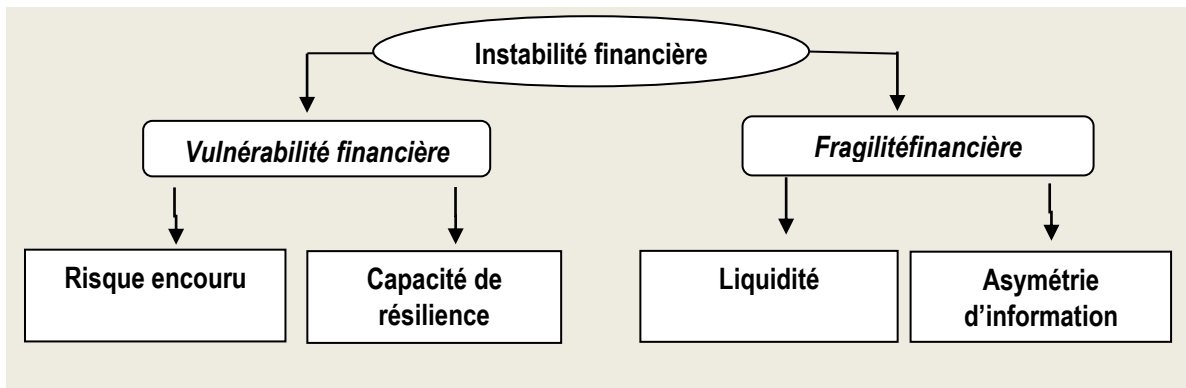 Instabilité financière
Vulnérabilité financière
Fragilitéfinancière
Risque encouru
Capacité de
résilience
Liquidité
Asymétrie
d’information